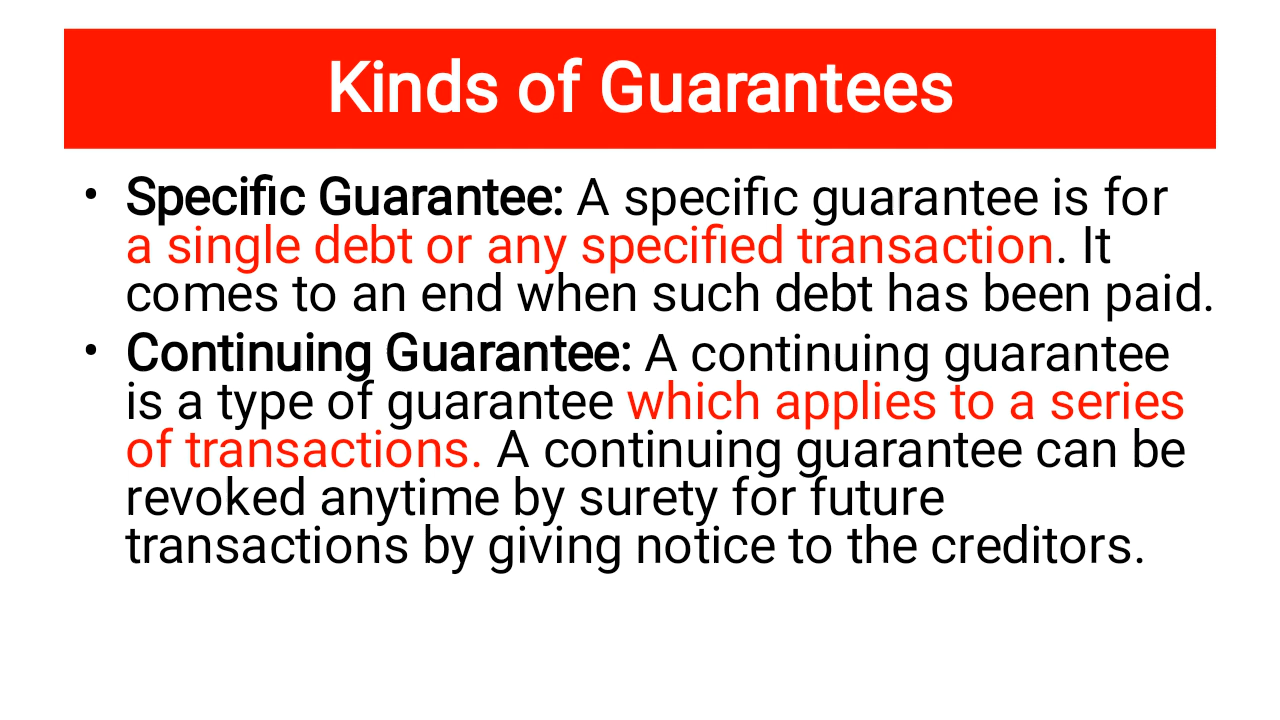 Kinds of Guarantees
• Specific Guarantee: A specific guarantee is for
a single debt or any specified transaction. It
comes to an end when such debt has been paid.
• Continuing Guarantee: A continuing guarantee
is a type of guarantee which applies to a series
of transactions. A continuing guarantee can be
revoked anytime by surety for future
transactions by giving notice to the creditors.